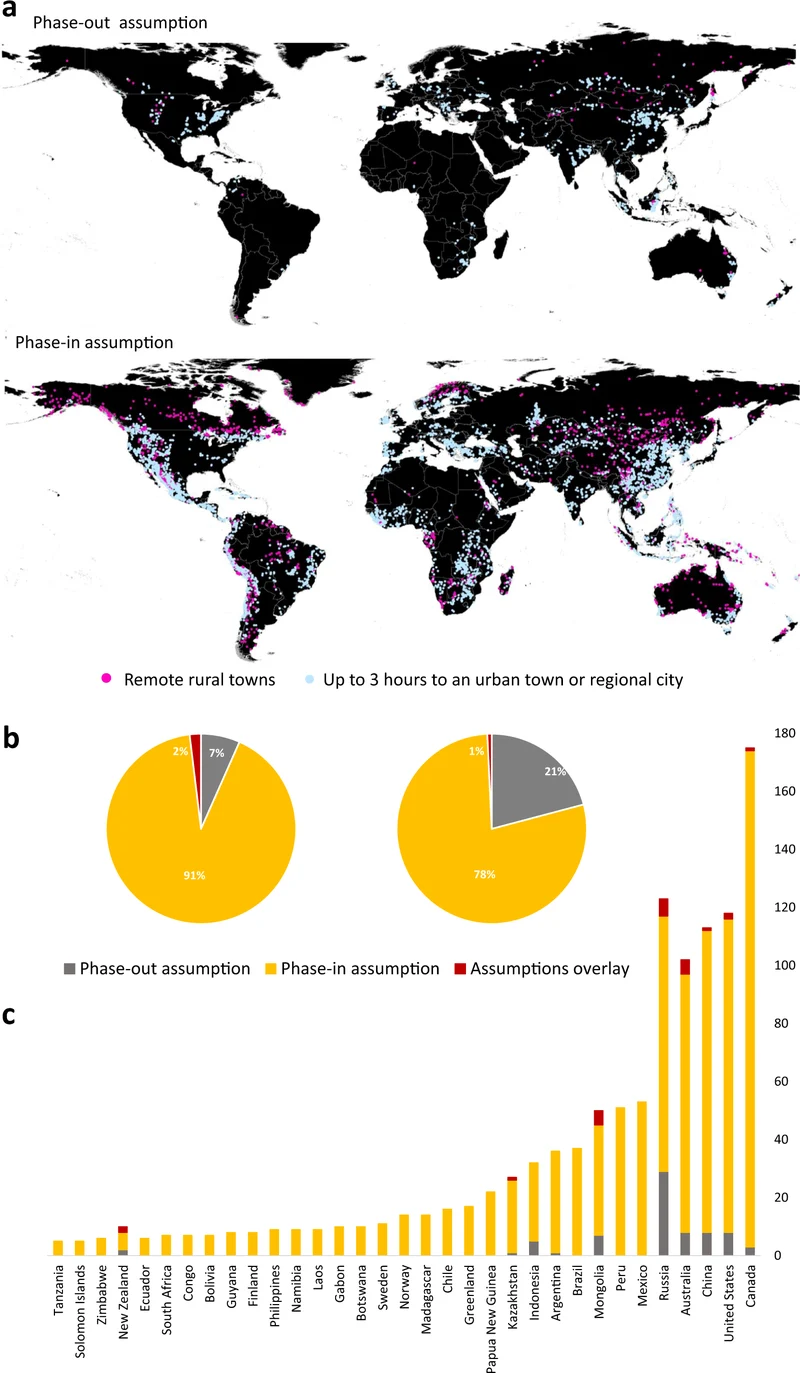 a
Phase-out assumption
Phase-in assumption
Remote rural towns
Up to 3 hours to an urban town or regional city
b
2%
7%
91%
1%
21%
78%
Phase-out assumption
Phase-in assumption
Assumptions overlay
c
180
160
140
120
100
80
60
40
20
0
Tanzania
Solomon Islands
Zimbabwe
New Zealand
Ecuador
South Africa
Congo
Bolivia
Guyana
Finland
Philippines
Namibia
Laos
Gabon
Botswana
Sweden
Norway
Madagascar
Chile
Greenland
Papua New Guinea
Kazakhstan
Indonesia
Argentina
Brazil
Mongolia
Peru
Mexico
Russia
Australia
China
United States
Canada